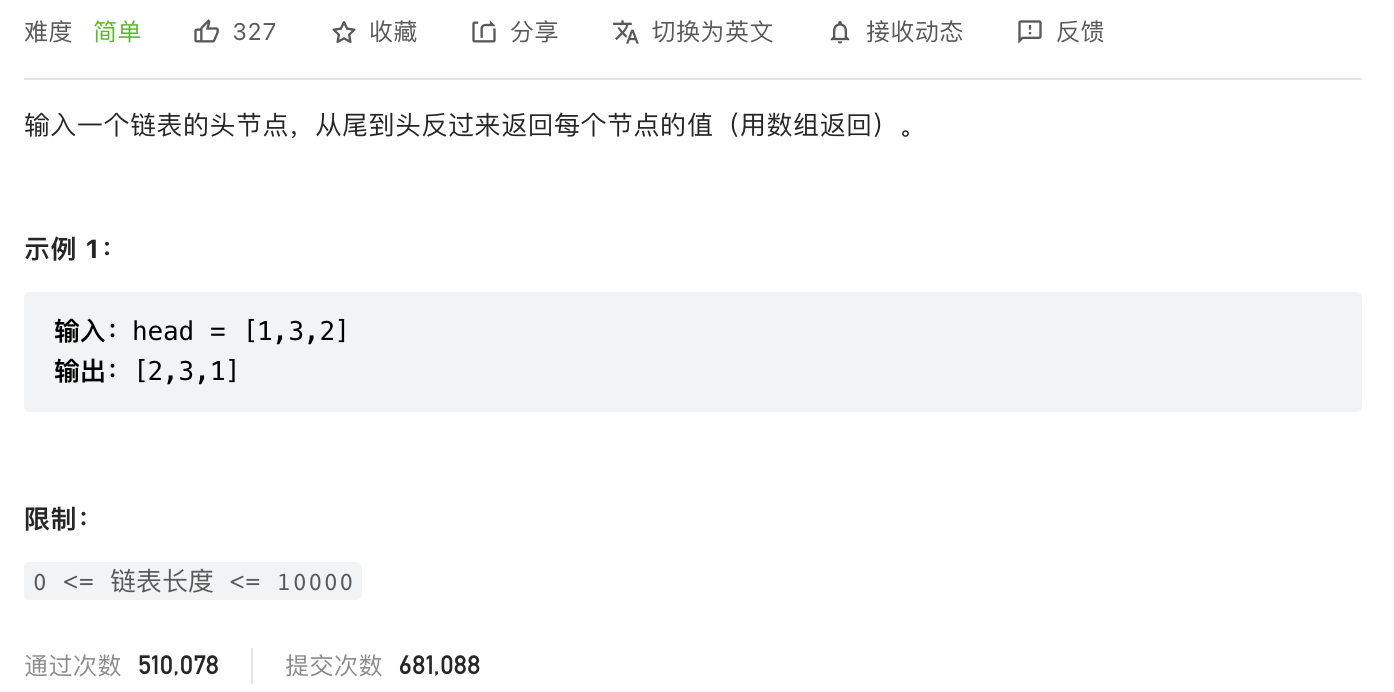 难度 简单 327 收藏 分享 切换为英文 接收动态 反馈
输入一个链表的头节点，从尾到头反过来返回每个节点的值（用数组返回）。
示例 1：
输入：head = [1,3,2]
输出：[2,3,1]
限制：
0 <= 链表长度 <= 10000
通过次数 510,078 提交次数 681,088